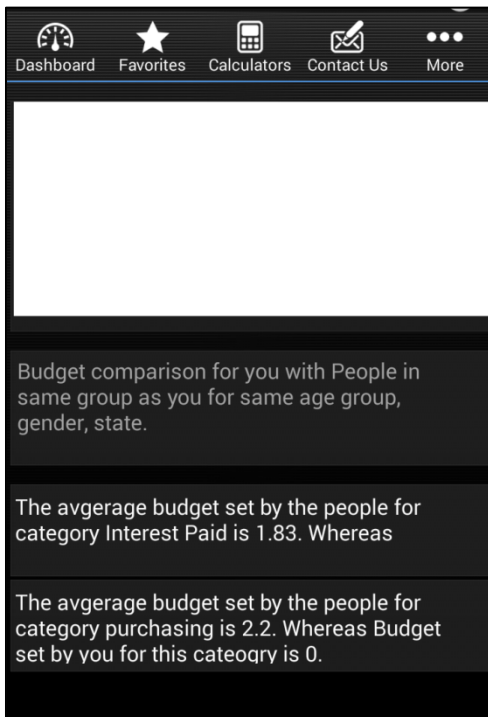 Dashboard Favorites Calculators Contact Us More
Budget comparison for you with People in
same group as you for same age group,
gender, state.
The avgerage budget set by the people for
category Interest Paid is 1.83. Whereas
The avgerage budget set by the people for
category purchasing is 2.2. Whereas Budget
set by you for this cateogry is 0.